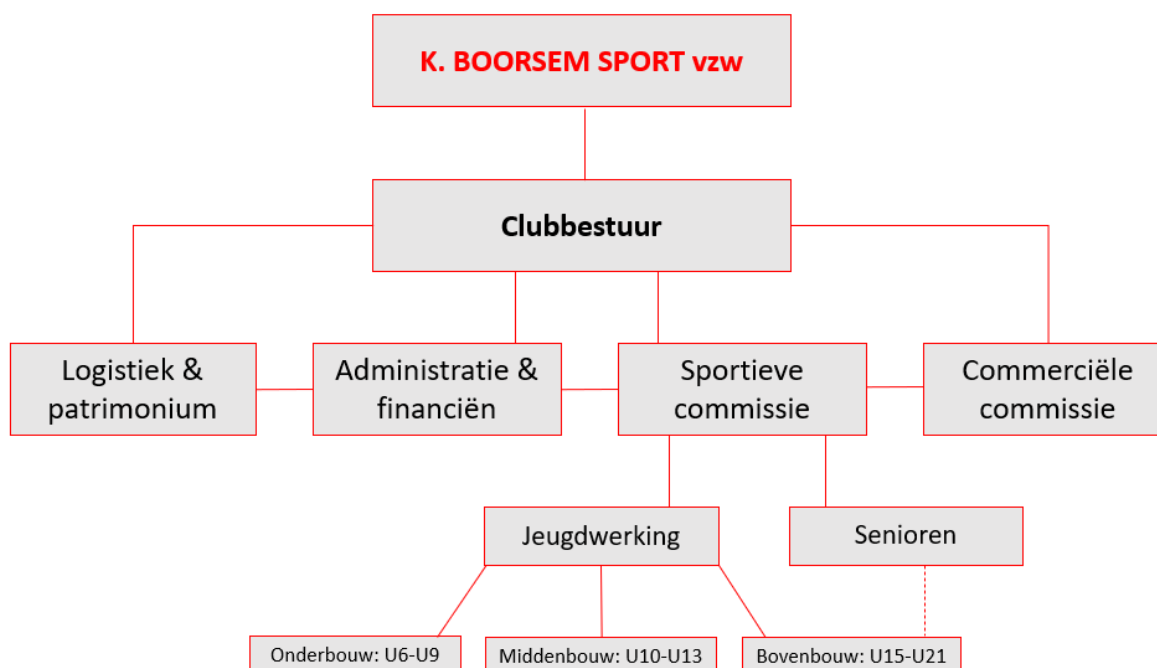 K. BOORSEM SPORT vzw
Clubbestuur
Logistiek &
patrimonium
Administratie &
financiën
Sportieve
commissie
Commerciële
commissie
Jeugdwerking
Senioren
Onderbouw: U6-U9
Middenbouw: U10-U13
Bovenbouw: U15-U21